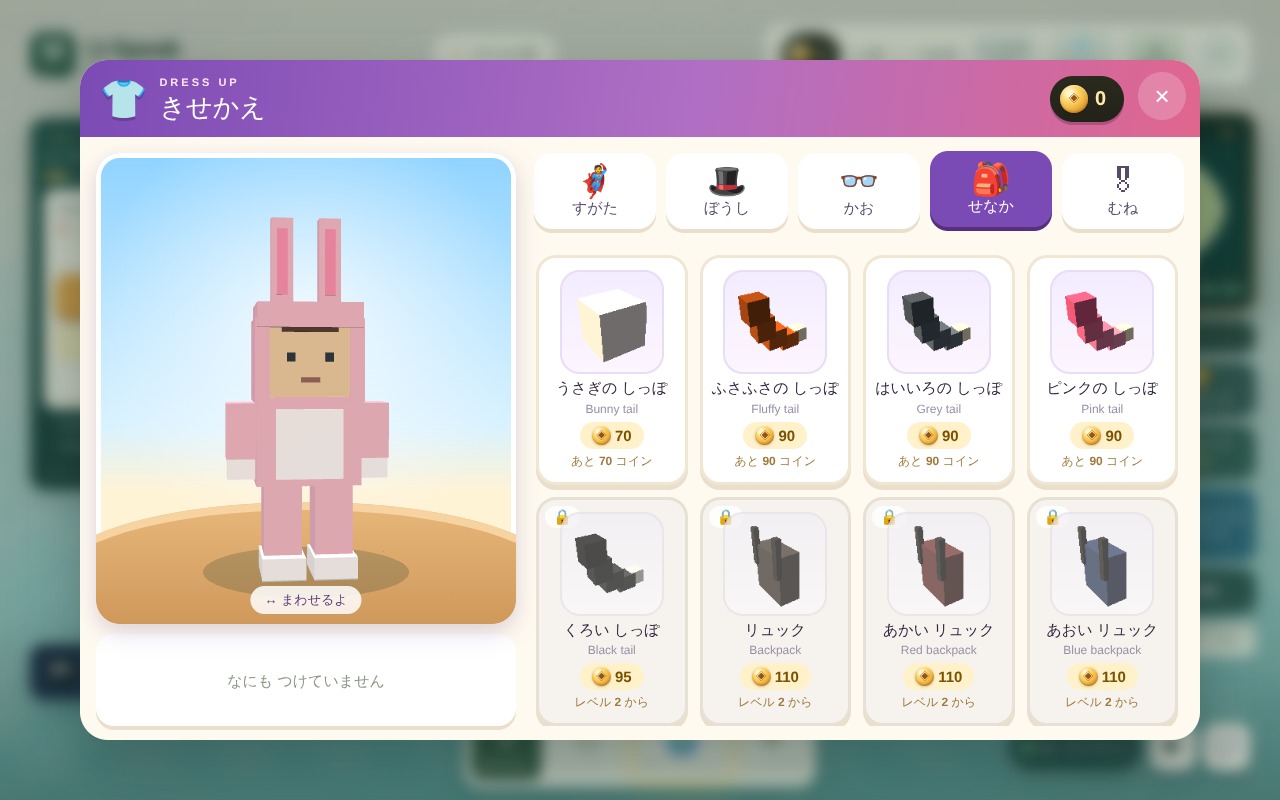 DRESS UP
きせかえ
0
×
すがた
ぼうし
かお
せなか
むね
うさぎの しっぽ
Bunny tail
70
あと 70 コイン
ふさふさの しっぽ
Fluffy tail
90
あと 90 コイン
はいいろの しっぽ
Grey tail
90
あと 90 コイン
ピンクの しっぽ
Pink tail
90
あと 90 コイン
くろい しっぽ
Black tail
95
レベル 2 から
リュック
Backpack
110
レベル 2 から
あかい リュック
Red backpack
110
レベル 2 から
あおい リュック
Blue backpack
110
レベル 2 から
↔ まわせるよ
なにも つけていません